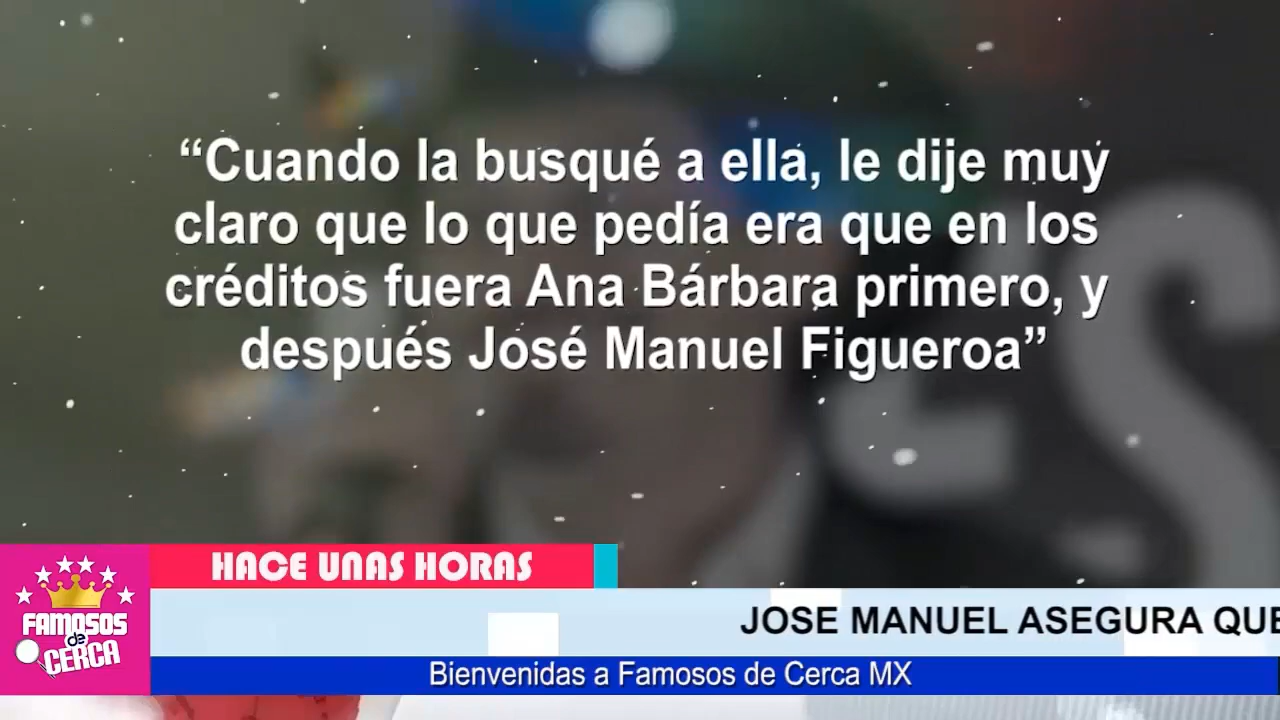 “Cuando la busqué a ella, le dije muy
claro que lo que pedía era que en los
créditos fuera Ana Bárbara primero, y
después José Manuel Figueroa”
HACE UNAS HORAS
FAMOSOS
de
CERCA
JOSE MANUEL ASEGURA QUE
Bienvenidas a Famosos de Cerca MX